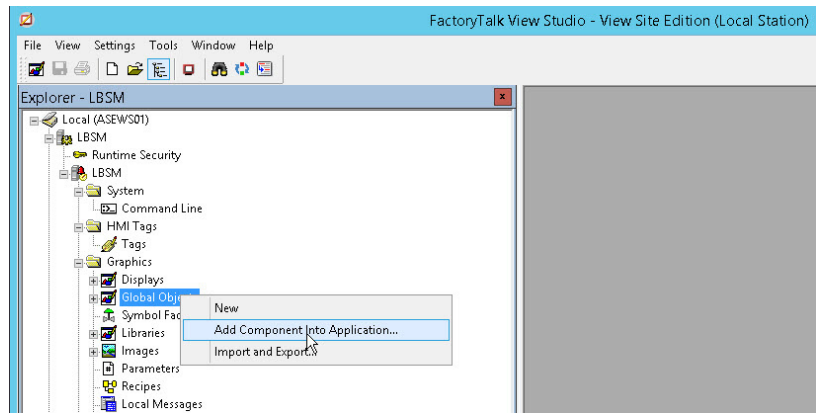 FactoryTalk View Studio - View Site Edition (Local Station)
File View Settings Tools Window Help
Explorer - LBSM
Local (ASEWS01)
LBSM
Runtime Security
LBSM
System
Command Line
HMI Tags
Tags
Graphics
Displays
Global Obj
New
Symbol Fac
Add Component Into Application...
Libraries
Images
Import and Export...
Parameters
Recipes
Local Messages